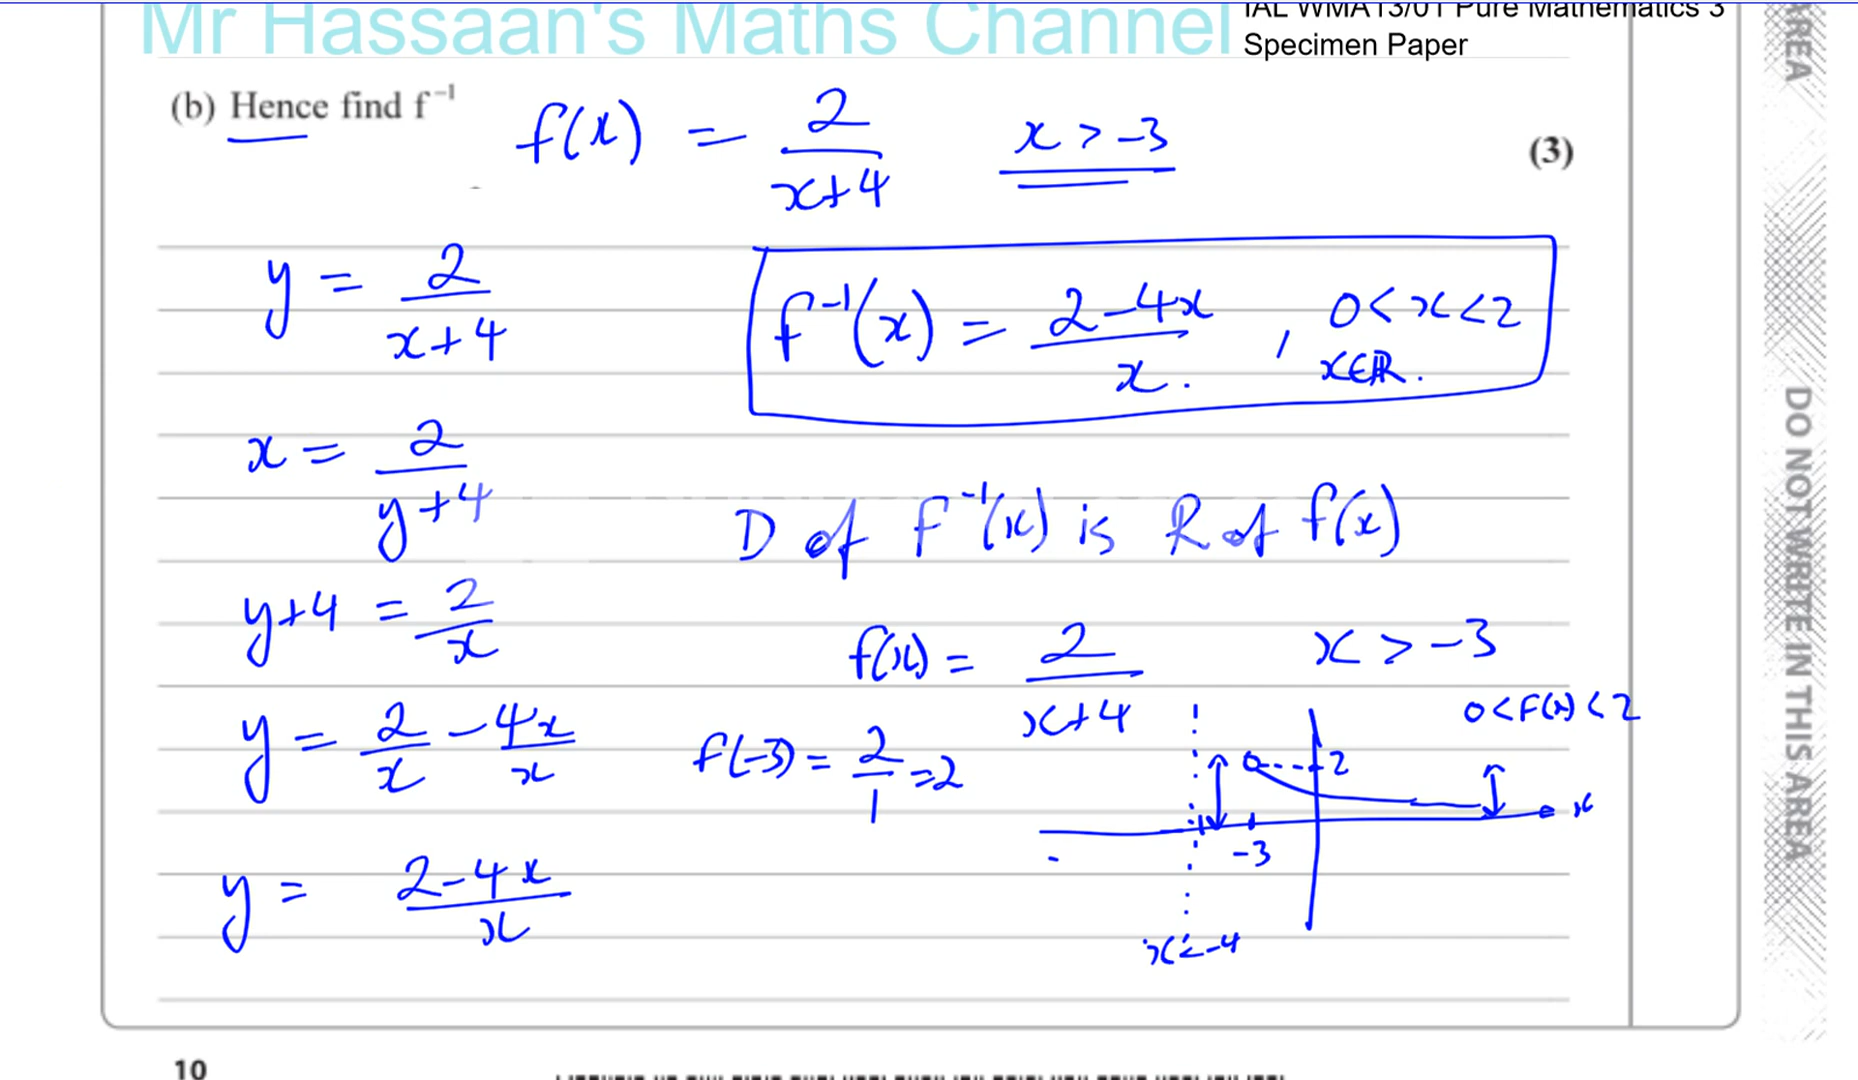 Mr Hassaan's Maths Channel
IAL WMA13/01 Pure Mathematics 3
Specimen Paper
(b) Hence find f⁻¹
f(x) = 2/(x+4) x > -3
(3)
y = 2/(x+4)
f⁻¹(x) = (2-4x)/x. , 0<x<2
x∈ℝ.
x = 2/(y+4)
D of f⁻¹(x) is R of f(x)
y+4 = 2/x
f(x) = 2/(x+4) x > -3
0<f(x)<2
y = 2/x - 4x/x
f(-3) = 2/1 = 2
2
x
-3
y = (2-4x)/x
x=-4
10
AREA
DO NOT WRITE IN THIS AREA